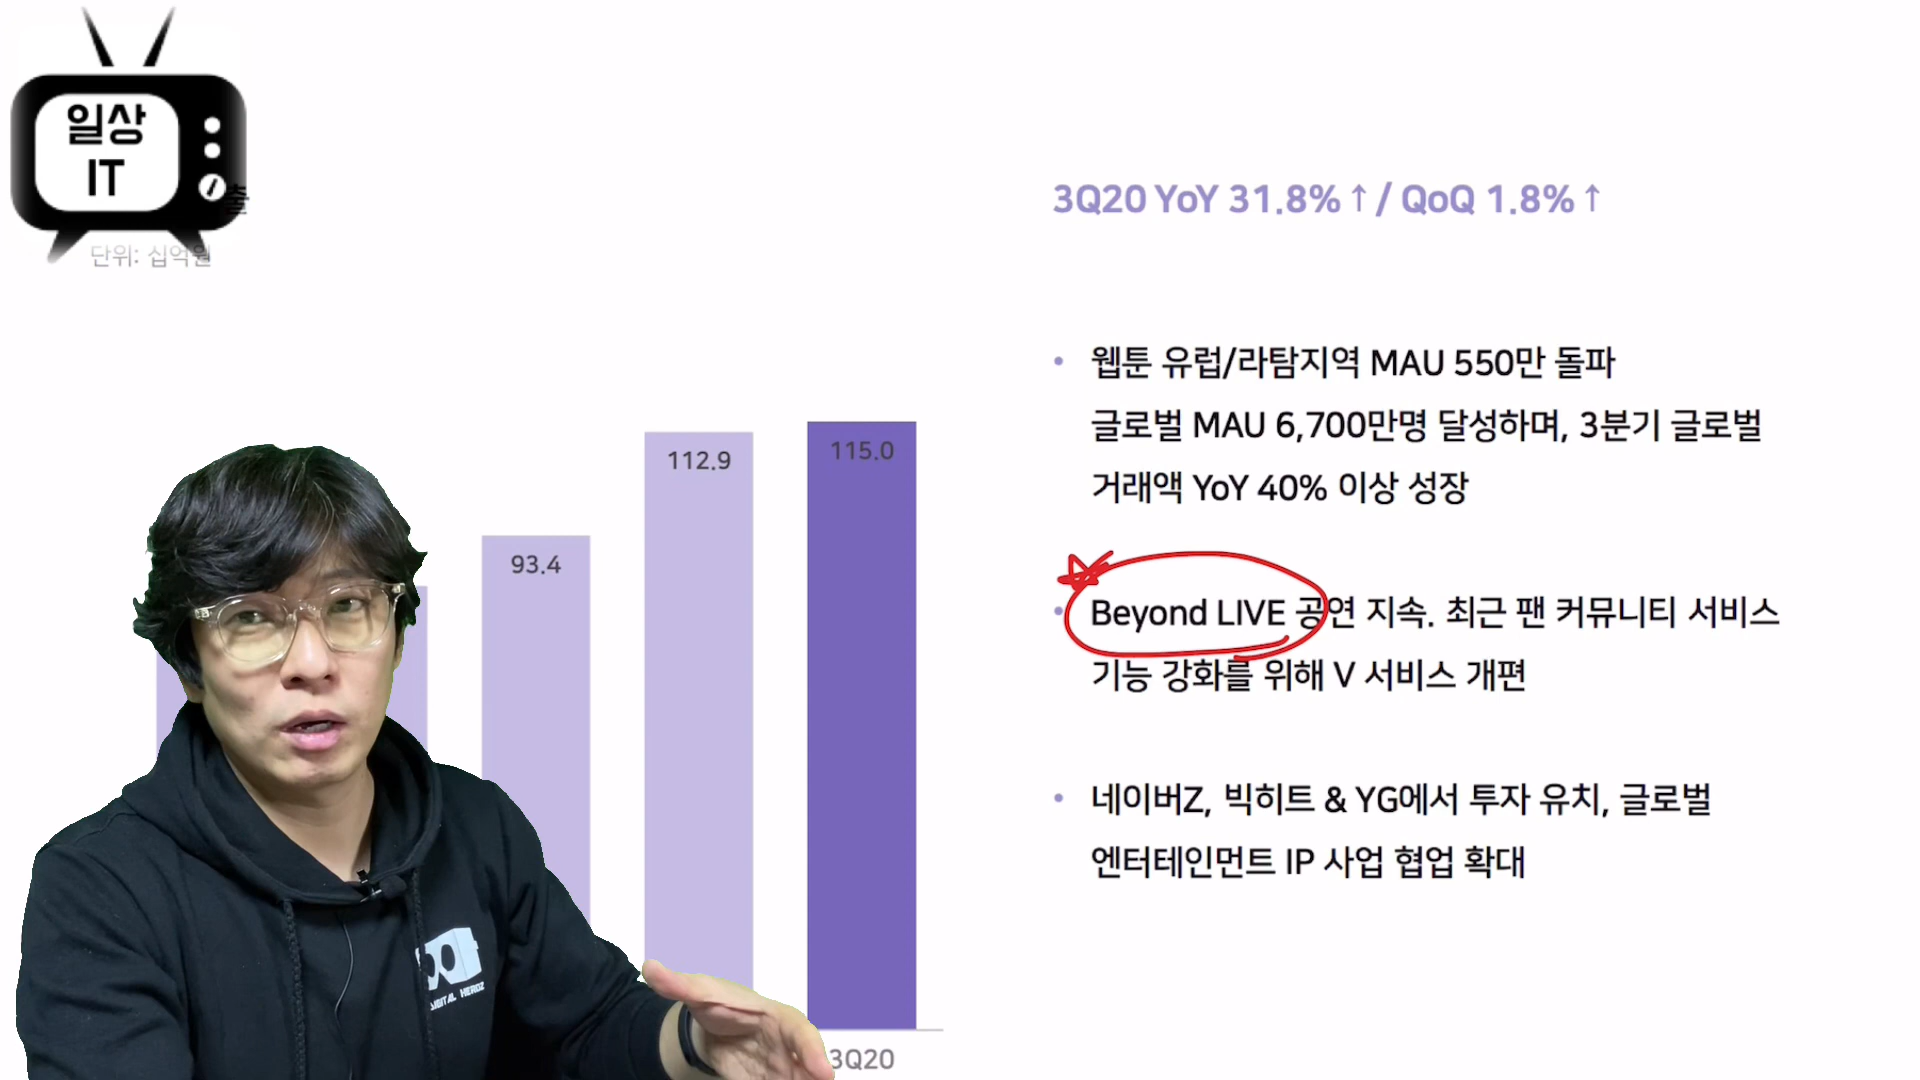 일상
IT
출
단위: 십억원
3Q20 YoY 31.8%↑ / QoQ 1.8%↑
• 웹툰 유럽/라탐지역 MAU 550만 돌파
글로벌 MAU 6,700만명 달성하며, 3분기 글로벌
거래액 YoY 40% 이상 성장
• Beyond LIVE 공연 지속. 최근 팬 커뮤니티 서비스
기능 강화를 위해 V 서비스 개편
• 네이버Z, 빅히트 & YG에서 투자 유치, 글로벌
엔터테인먼트 IP 사업 협업 확대
93.4
112.9
115.0
3Q20